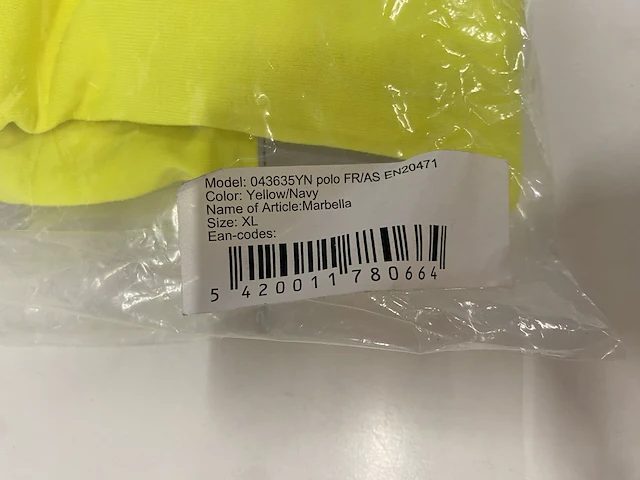 Model: 043635YN polo FR/AS EN20471
Color: Yellow/Navy
Name of Article:Marbella
Size: XL
Ean-codes:
5 420011 780664